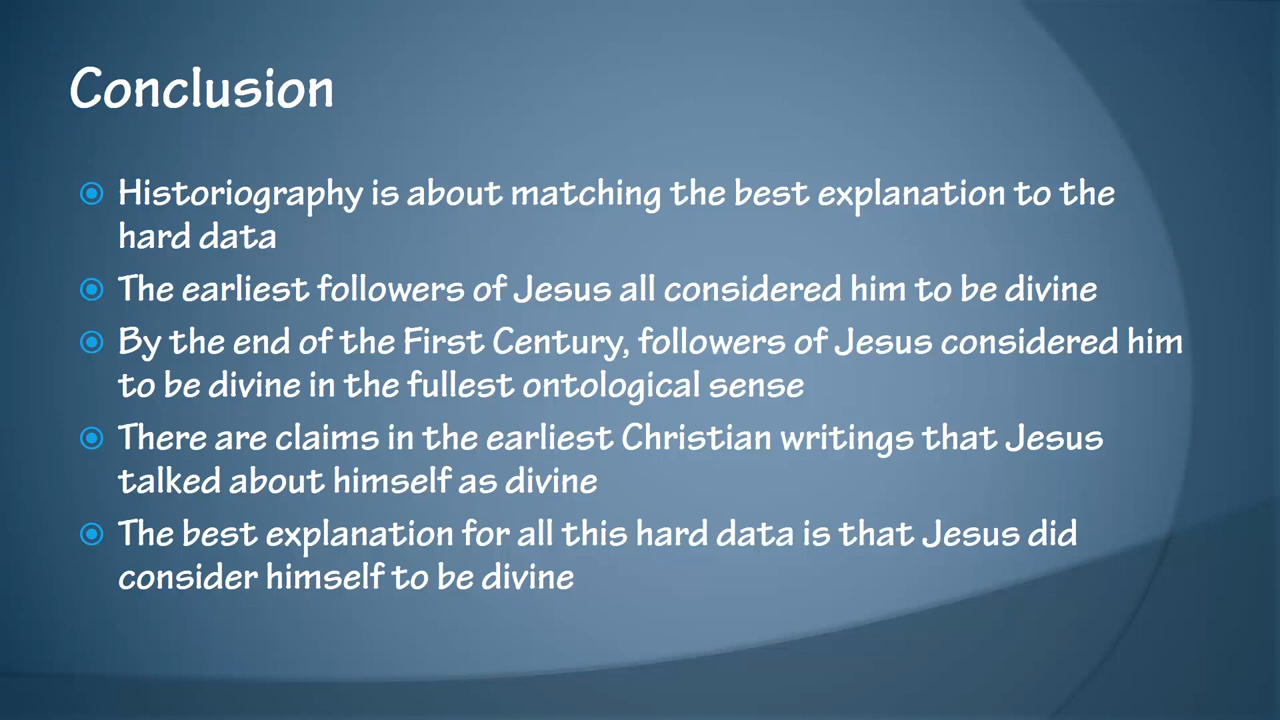 Conclusion
Historiography is about matching the best explanation to the
hard data
The earliest followers of Jesus all considered him to be divine
By the end of the First Century, followers of Jesus considered him
to be divine in the fullest ontological sense
There are claims in the earliest Christian writings that Jesus
talked about himself as divine
The best explanation for all this hard data is that Jesus did
consider himself to be divine